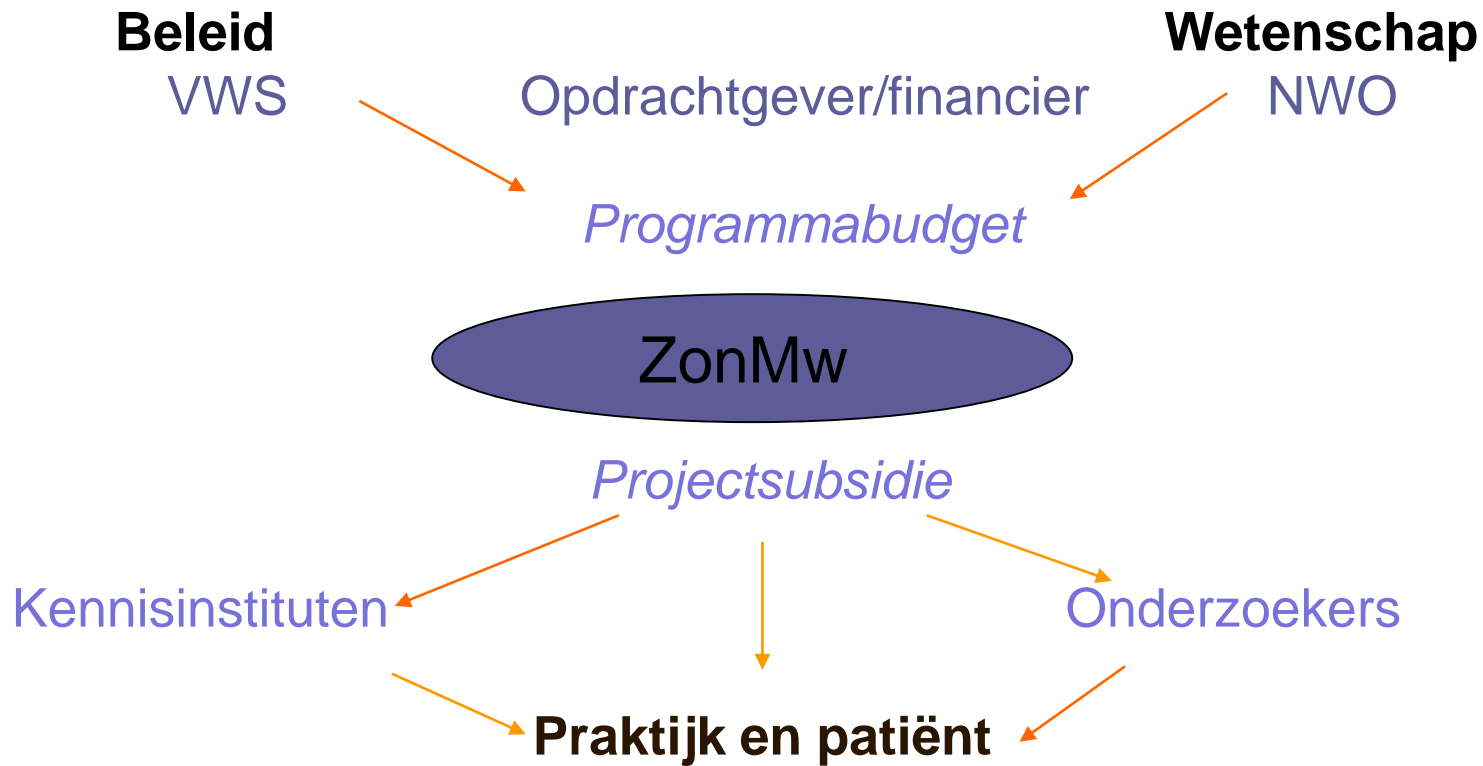 Beleid
Wetenschap
VWS
Opdrachtgever/financier
NWO
Programmabudget
ZonMw
Projectsubsidie
Kennisinstituten
Onderzoekers
Praktijk en patiënt